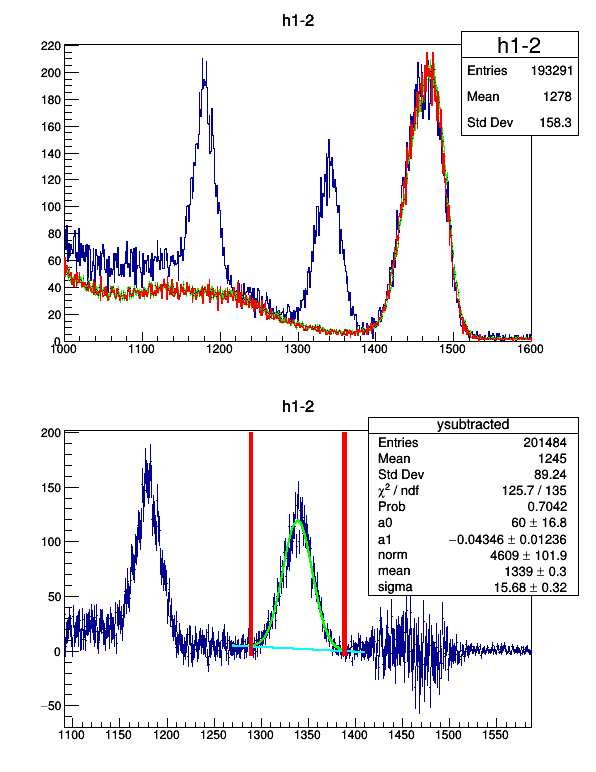 h1-2
h1-2
Entries 193291
Mean 1278
Std Dev 158.3
220
200
180
160
140
120
100
80
60
40
20
0
1000 1100 1200 1300 1400 1500 1600
h1-2
ysubtracted
Entries 201484
Mean 1245
Std Dev 89.24
χ² / ndf 125.7 / 135
Prob 0.7042
a0 60 ± 16.8
a1 −0.04346 ± 0.01236
norm 4609 ± 101.9
mean 1339 ± 0.3
sigma 15.68 ± 0.32
200
150
100
50
0
−50
1100 1150 1200 1250 1300 1350 1400 1450 1500 1550